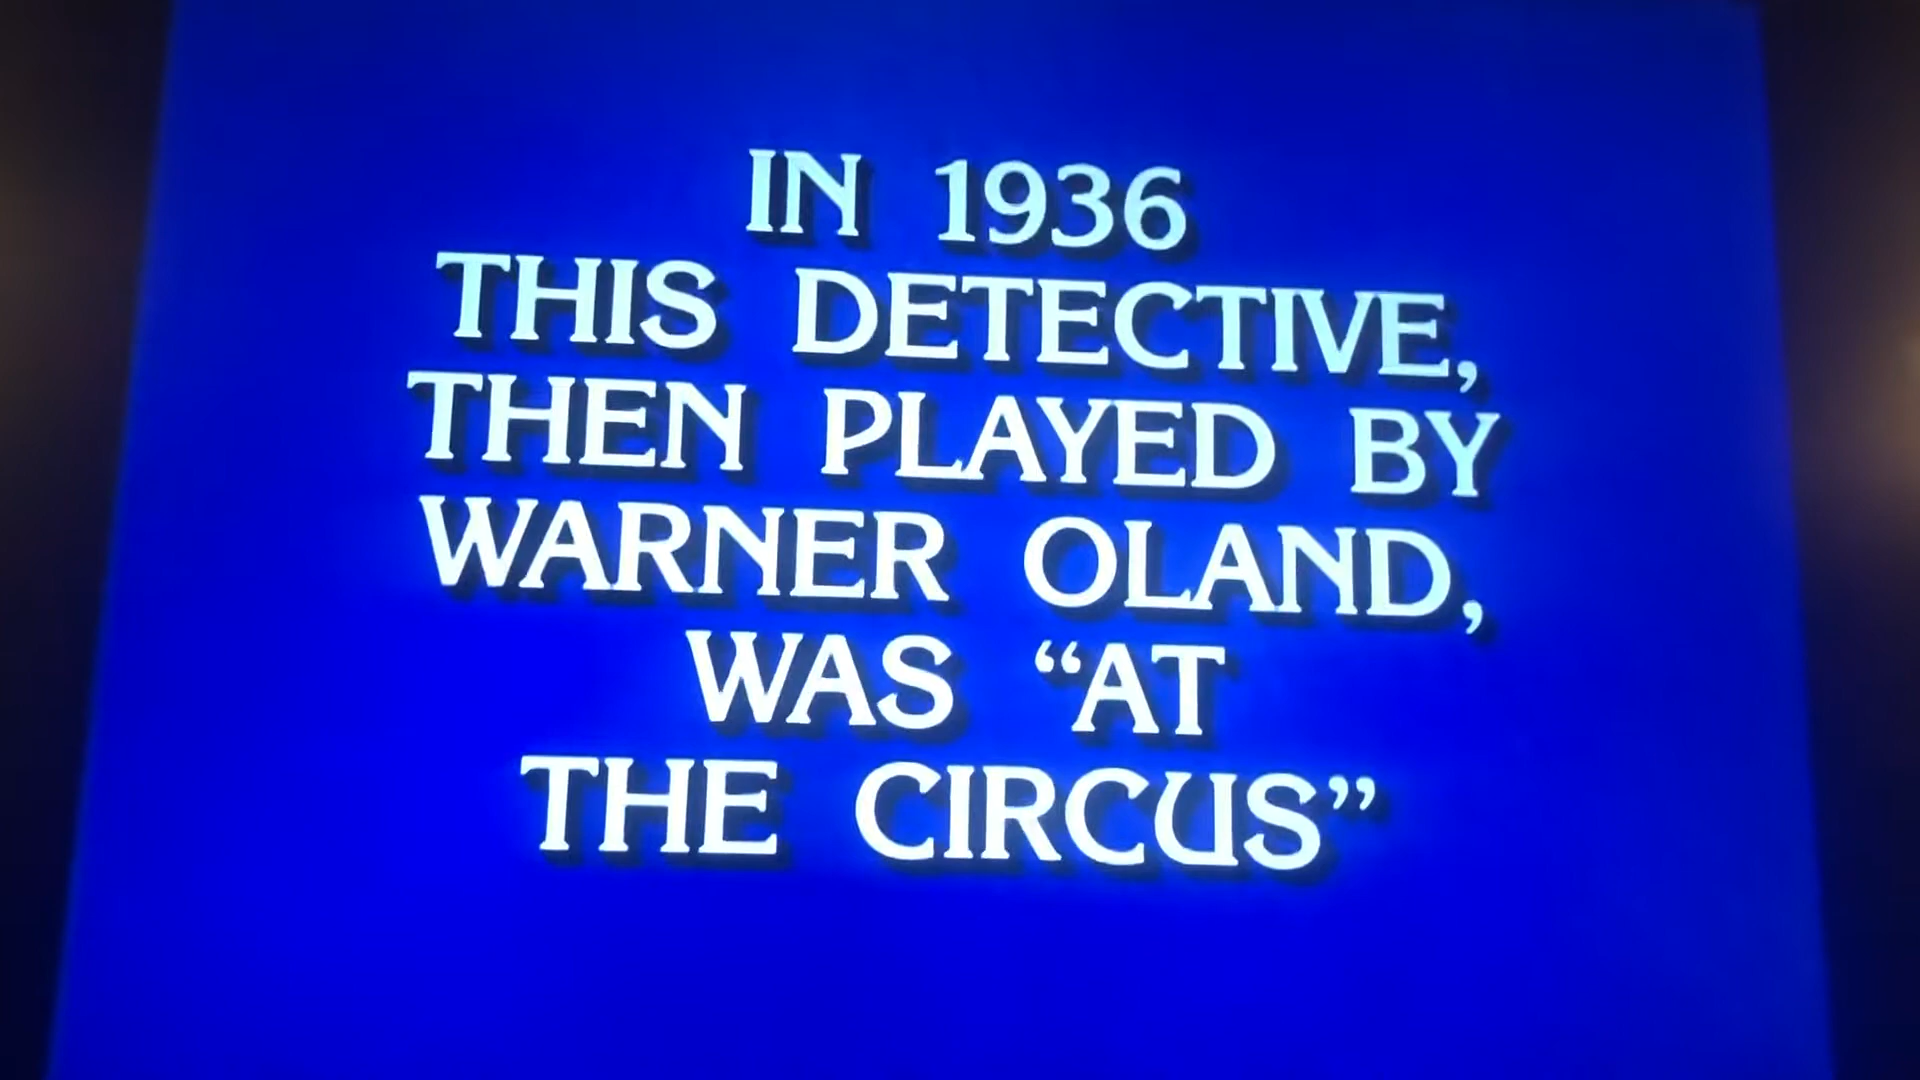 IN 1936
THIS DETECTIVE,
THEN PLAYED BY
WARNER OLAND,
WAS “AT
THE CIRCUS”